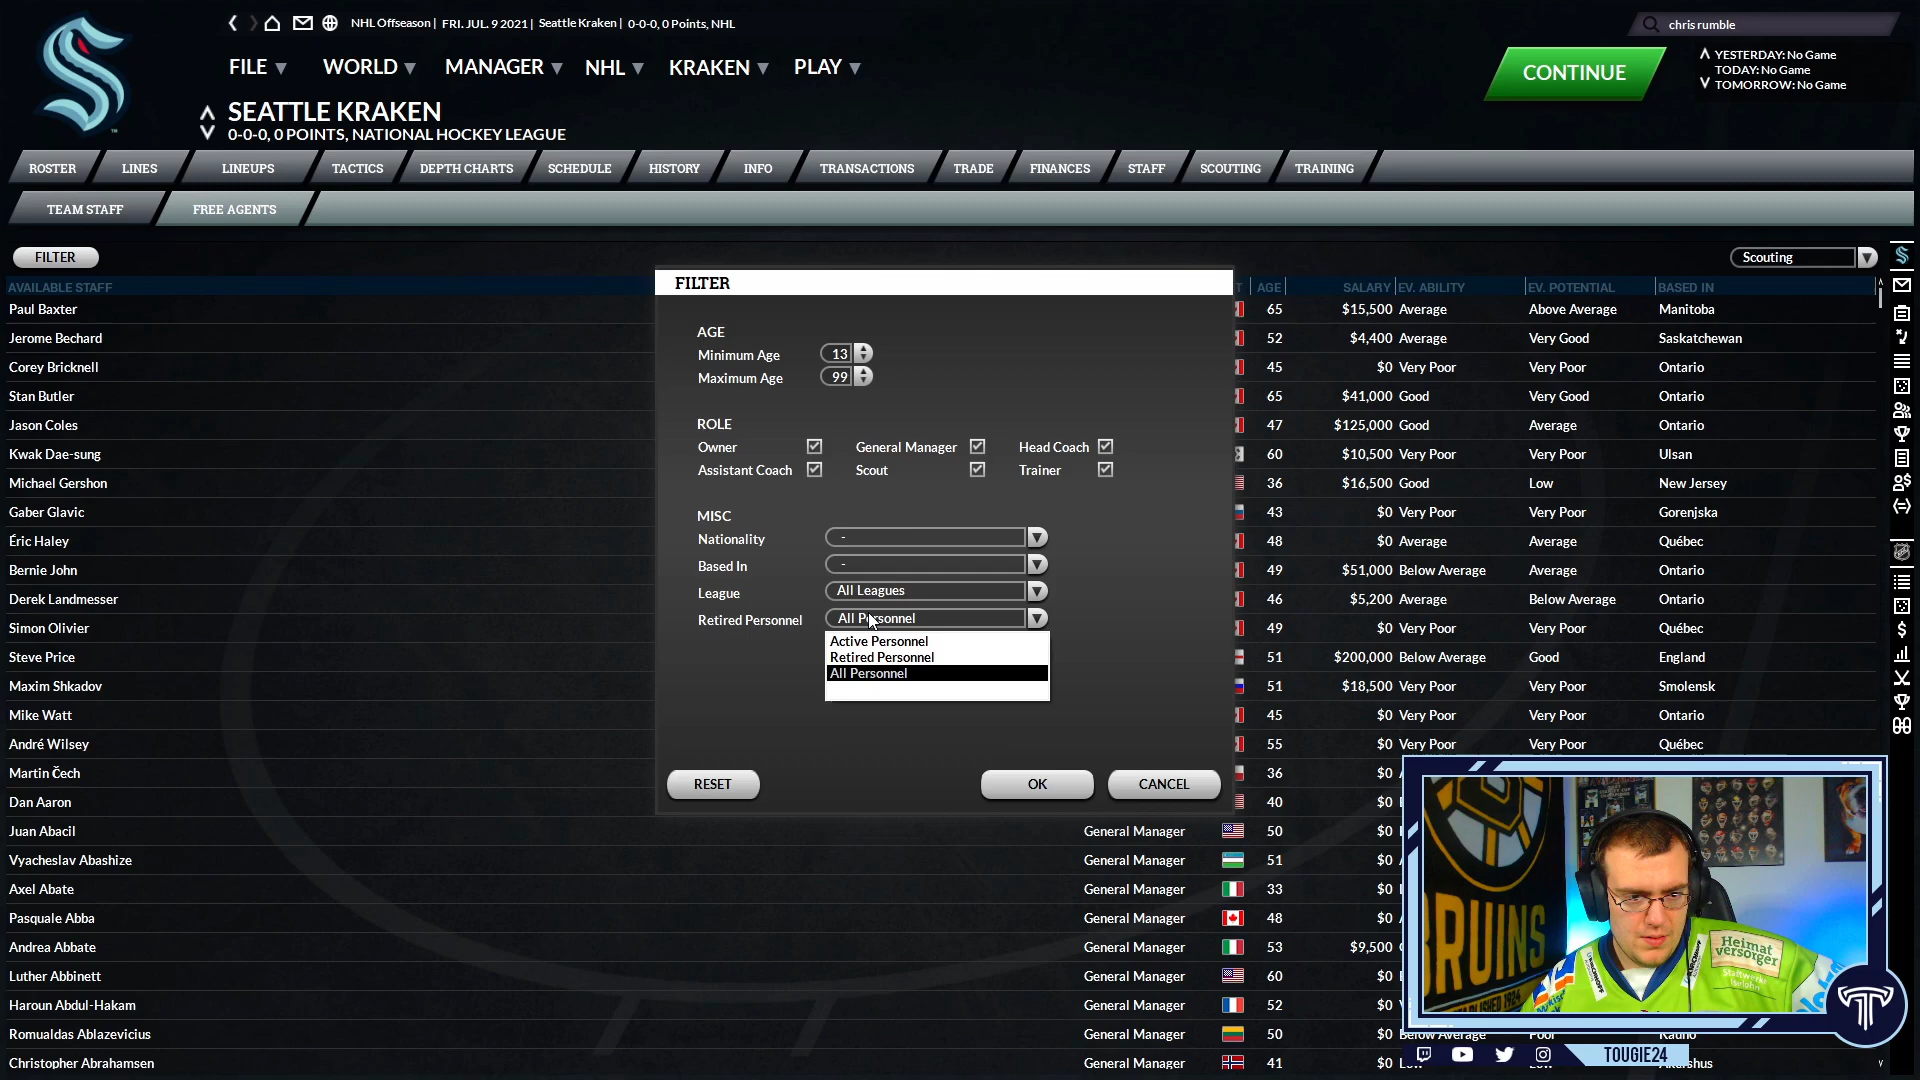 NHL Offseason | FRI. JUL. 9 2021 | Seattle Kraken | 0-0-0, 0 Points, NHL
chris rumble
FILE WORLD MANAGER NHL KRAKEN PLAY
CONTINUE
YESTERDAY: No Game
TODAY: No Game
TOMORROW: No Game
SEATTLE KRAKEN
0-0-0, 0 POINTS, NATIONAL HOCKEY LEAGUE
ROSTER LINES LINEUPS TACTICS DEPTH CHARTS SCHEDULE HISTORY INFO TRANSACTIONS TRADE FINANCES STAFF SCOUTING TRAINING
TEAM STAFF FREE AGENTS
FILTER
Scouting
AVAILABLE STAFF AGE SALARY EV. ABILITY EV. POTENTIAL BASED IN
Paul Baxter 65 $15,500 Average Above Average Manitoba
Jerome Bechard 52 $4,400 Average Very Good Saskatchewan
Corey Bricknell 45 $0 Very Poor Very Poor Ontario
Stan Butler 65 $41,000 Good Very Good Ontario
Jason Coles 47 $125,000 Good Average Ontario
Kwak Dae-sung 60 $10,500 Very Poor Very Poor Ulsan
Michael Gershon 36 $16,500 Good Low New Jersey
Gaber Glavic 43 $0 Very Poor Very Poor Gorenjska
Éric Haley 48 $0 Average Average Québec
Bernie John 49 $51,000 Below Average Average Ontario
Derek Landmesser 46 $5,200 Average Below Average Ontario
Simon Olivier 49 $0 Very Poor Very Poor Québec
Steve Price 51 $200,000 Below Average Good England
Maxim Shkadov 51 $18,500 Very Poor Very Poor Smolensk
Mike Watt 45 $0 Very Poor Very Poor Ontario
André Wilsey 55 $0 Very Poor Very Poor Québec
Martin Čech 36 $0
Dan Aaron 40 $0
Juan Abacil General Manager 50 $0
Vyacheslav Abashize General Manager 51 $0
Axel Abate General Manager 33 $0
Pasquale Abba General Manager 48 $0
Andrea Abbate General Manager 53 $9,500
Luther Abbinett General Manager 60 $0
Haroun Abdul-Hakam General Manager 52 $0
Romualdas Ablazevicius General Manager 50 $0 Below Average Poor
Christopher Abrahamsen General Manager 41 $0
FILTER
AGE
Minimum Age 13
Maximum Age 99
ROLE
Owner General Manager Head Coach
Assistant Coach Scout Trainer
MISC
Nationality -
Based In -
League All Leagues
Retired Personnel All Personnel
Active Personnel
Retired Personnel
All Personnel
RESET OK CANCEL
BRUINS
Heimat
versorger
TOUGIE24